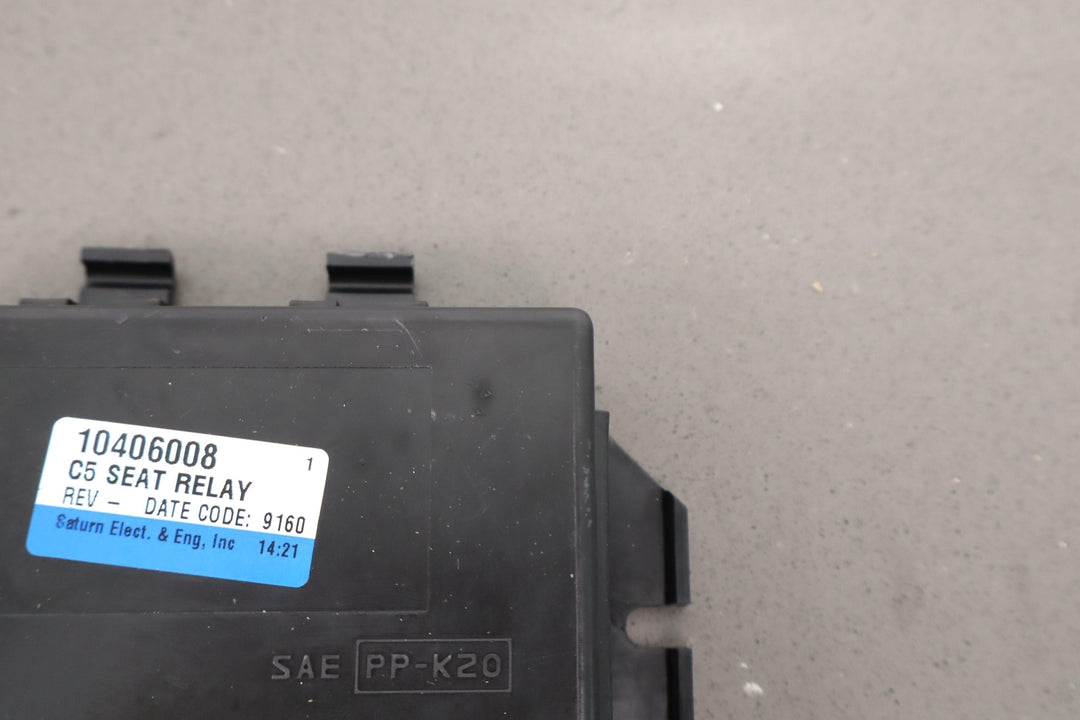 10406008 1
C5 SEAT RELAY
REV - DATE CODE: 9160
Saturn Elect. & Eng, Inc 14:21
SAE PP-K20